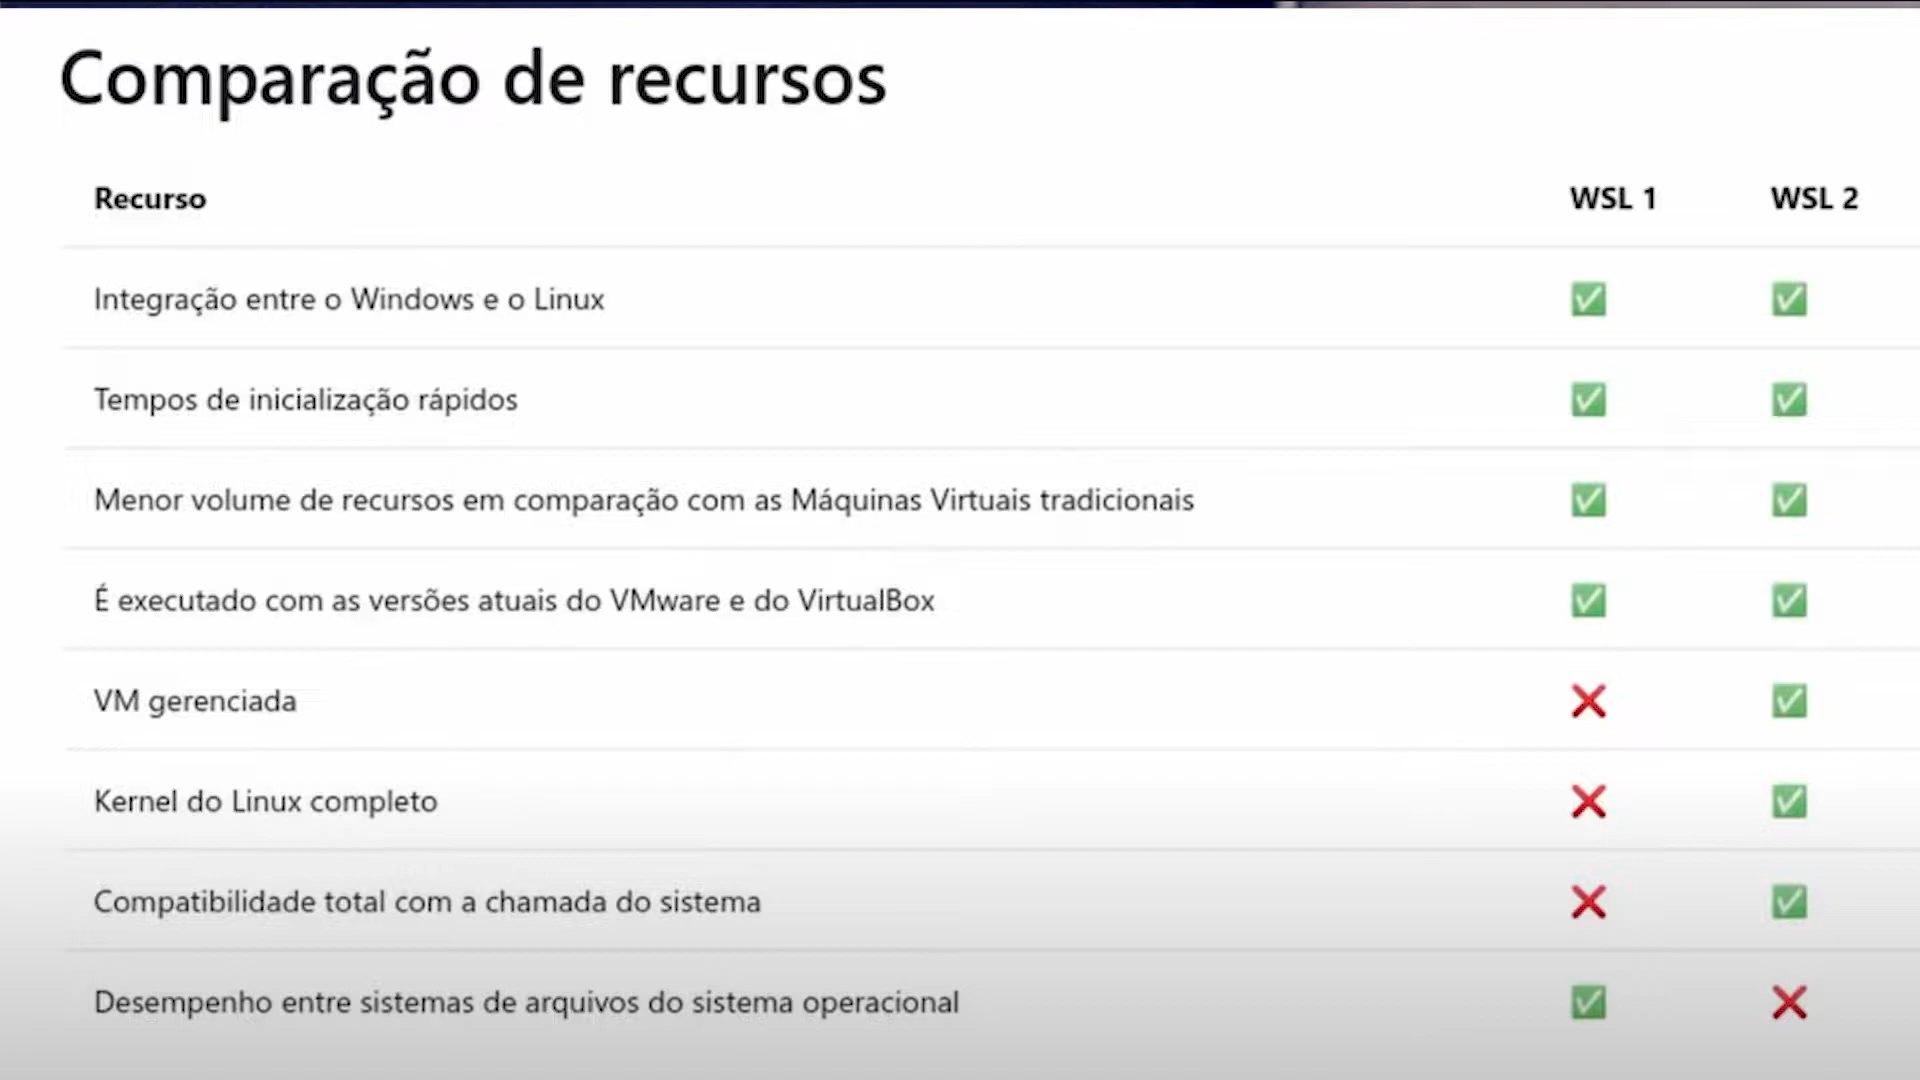 Comparação de recursos
Recurso WSL 1 WSL 2
Integração entre o Windows e o Linux ✅ ✅
Tempos de inicialização rápidos ✅ ✅
Menor volume de recursos em comparação com as Máquinas Virtuais tradicionais ✅ ✅
É executado com as versões atuais do VMware e do VirtualBox ✅ ✅
VM gerenciada ❌ ✅
Kernel do Linux completo ❌ ✅
Compatibilidade total com a chamada do sistema ❌ ✅
Desempenho entre sistemas de arquivos do sistema operacional ✅ ❌